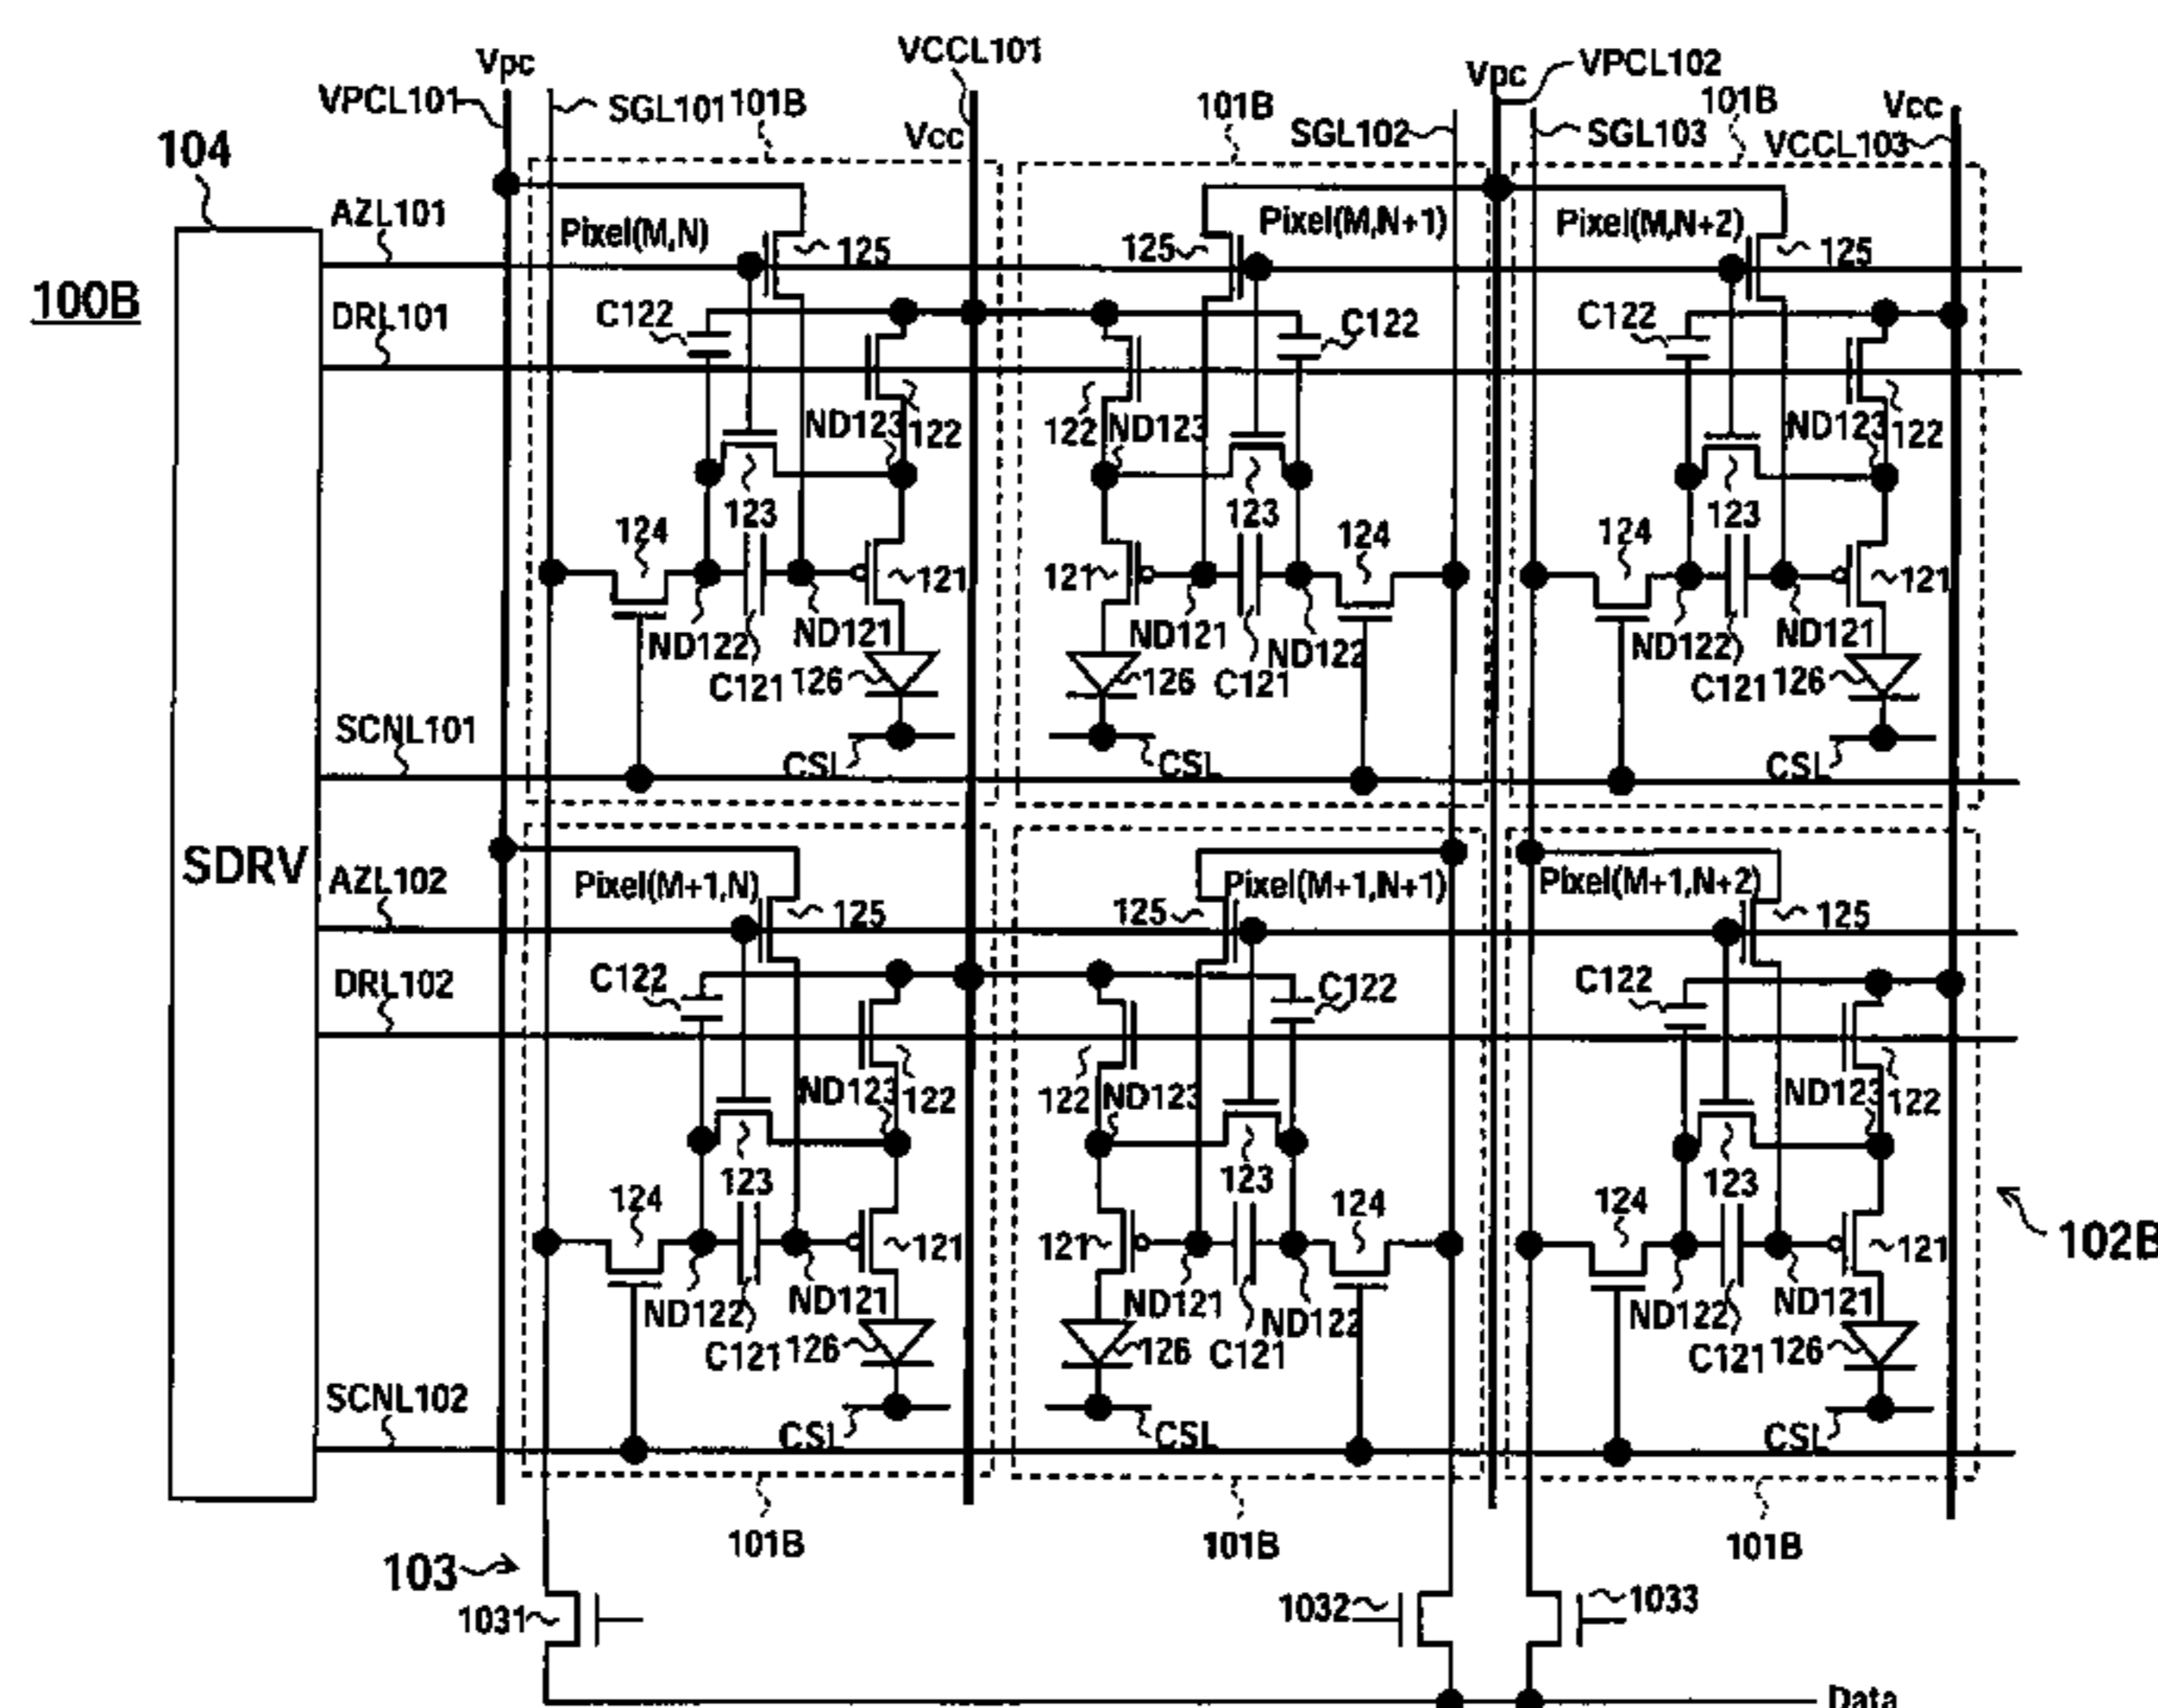 Vpc
VCCL101
Vpc
VPCL102
VPCL101
SGL101
101B
101B
101B
Vcc
Vcc
SGL102
SGL103
VCCL103
104
AZL101
Pixel(M,N)
125
125
Pixel(M,N+1)
Pixel(M,N+2)
125
100B
DRL101
C122
C122
C122
ND123
122
122
ND123
ND123
122
124
123
123
124
124
123
121
121
121
ND122
ND121
ND121
ND122
ND122
ND121
C121
126
126
C121
C121
126
SCNL101
CSL
CSL
CSL
SDRV
AZL102
Pixel(M+1,N)
125
125
Pixel(M+1,N+1)
Pixel(M+1,N+2)
125
DRL102
C122
C122
C122
ND123
122
122
ND123
ND123
122
124
123
123
124
124
123
102B
121
121
121
ND122
ND121
ND121
ND122
ND122
ND121
C121
126
126
C121
C121
126
SCNL102
CSL
CSL
CSL
101B
101B
101B
103
1031
1032
1033
Data